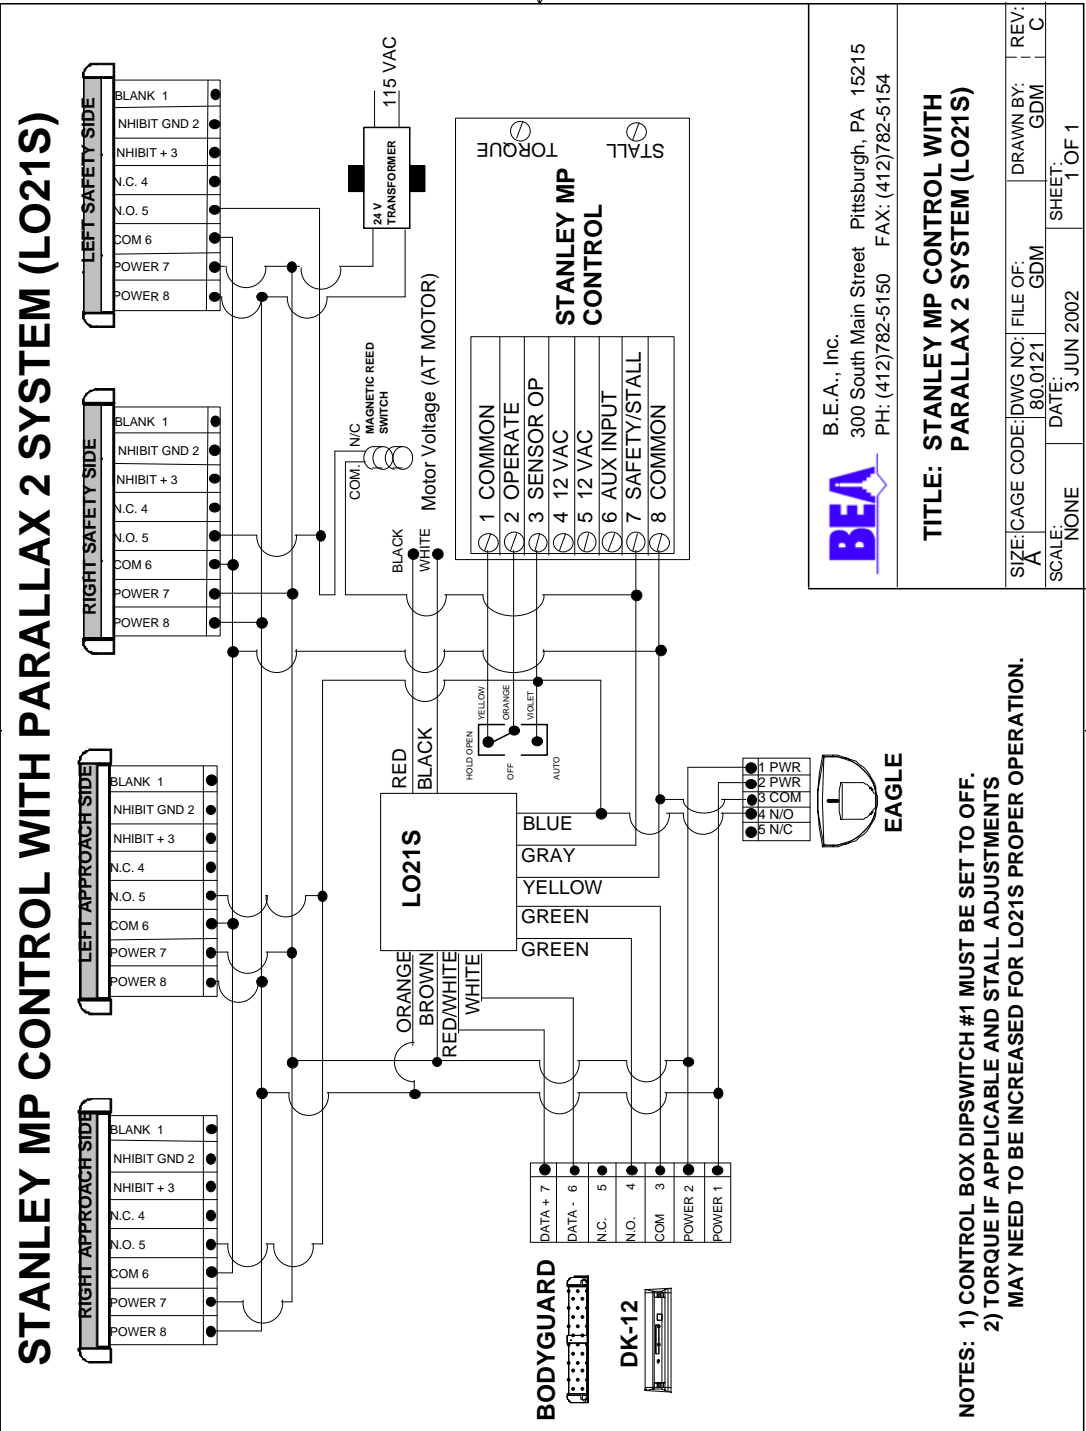 STANLEY MP CONTROL WITH PARALLAX 2 SYSTEM (LO21S)
RIGHT APPROACH SIDE
BLANK 1
NHIBIT GND 2
NHIBIT + 3
N.C. 4
N.O. 5
COM 6
POWER 7
POWER 8
LEFT APPROACH SIDE
BLANK 1
NHIBIT GND 2
NHIBIT + 3
N.C. 4
N.O. 5
COM 6
POWER 7
POWER 8
RIGHT SAFETY SIDE
BLANK 1
NHIBIT GND 2
NHIBIT + 3
N.C. 4
N.O. 5
COM 6
POWER 7
POWER 8
LEFT SAFETY SIDE
BLANK 1
NHIBIT GND 2
NHIBIT + 3
N.C. 4
N.O. 5
COM 6
POWER 7
POWER 8
24 V
TRANSFORMER
115 VAC
COM.
N/C
MAGNETIC REED
SWITCH
BLACK
WHITE
Motor Voltage (AT MOTOR)
STANLEY MP
CONTROL
TORQUE
STALL
1 COMMON
2 OPERATE
3 SENSOR OP
4 12 VAC
5 12 VAC
6 AUX INPUT
7 SAFETY/STALL
8 COMMON
YELLOW
ORANGE
VIOLET
HOLD OPEN
OFF
AUTO
RED
BLACK
LO21S
ORANGE
BROWN
RED/WHITE
WHITE
BLUE
GRAY
YELLOW
GREEN
GREEN
BODYGUARD
DK-12
DATA + 7
DATA - 6
N.C. 5
N.O. 4
COM 3
POWER 2
POWER 1
1 PWR
2 PWR
3 COM
4 N/O
5 N/C
EAGLE
NOTES: 1) CONTROL BOX DIPSWITCH #1 MUST BE SET TO OFF.
2) TORQUE IF APPLICABLE AND STALL ADJUSTMENTS
MAY NEED TO BE INCREASED FOR LO21S PROPER OPERATION.
BEA
B.E.A., Inc.
300 South Main Street Pittsburgh, PA 15215
PH: (412)782-5150 FAX: (412)782-5154
TITLE: STANLEY MP CONTROL WITH
PARALLAX 2 SYSTEM (LO21S)
SIZE: A
CAGE CODE:
DWG NO: 80.0121
FILE OF: GDM
DRAWN BY: GDM
REV: C
SCALE: NONE
DATE: 3 JUN 2002
SHEET: 1 OF 1